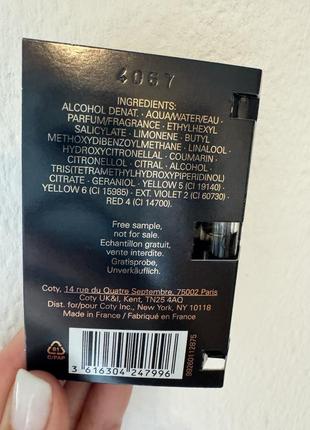 4067
INGREDIENTS:
ALCOHOL DENAT. · AQUA/WATER/EAU ·
PARFUM/FRAGRANCE · ETHYLHEXYL
SALICYLATE · LIMONENE · BUTYL
METHOXYDIBENZOYLMETHANE · LINALOOL ·
HYDROXYCITRONELLAL · COUMARIN ·
CITRONELLOL · CITRAL · ALCOHOL ·
TRIS(TETRAMETHYLHYDROXYPIPERIDINOL)
CITRATE · GERANIOL · YELLOW 5 (CI 19140) ·
YELLOW 6 (CI 15985) · EXT. VIOLET 2 (CI 60730) ·
RED 4 (CI 14700).
Free sample,
not for sale.
Echantillon gratuit,
vente interdite.
Gratisprobe,
Unverkäuflich.
Coty, 14 rue du Quatre Septembre, 75002 Paris
Coty UK&I, Kent, TN25 4AQ
Dist. for/pour Coty Inc., New York, NY 10118
Made in France / Fabriqué en France
81
C/PAP
3 616304 247996
99260112875